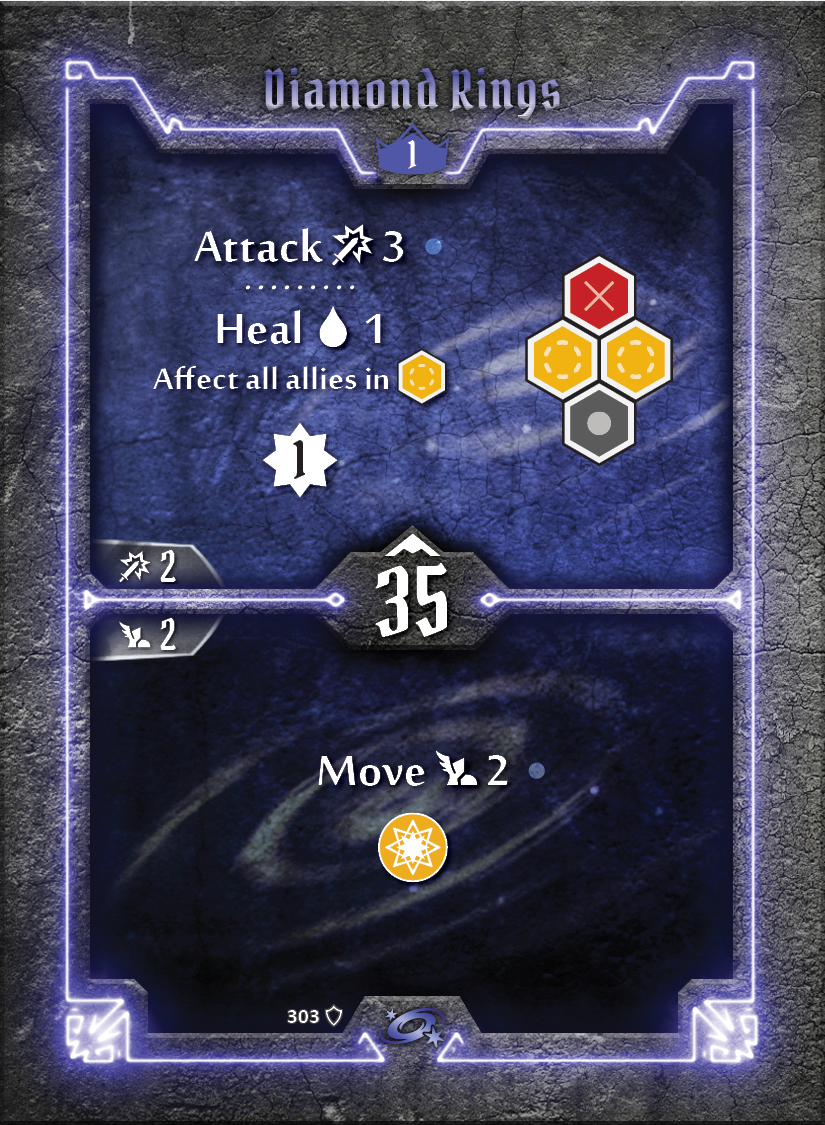 Diamond Rings
1
Attack 3
Heal 1
Affect all allies in
1
2
35
2
Move 2
303